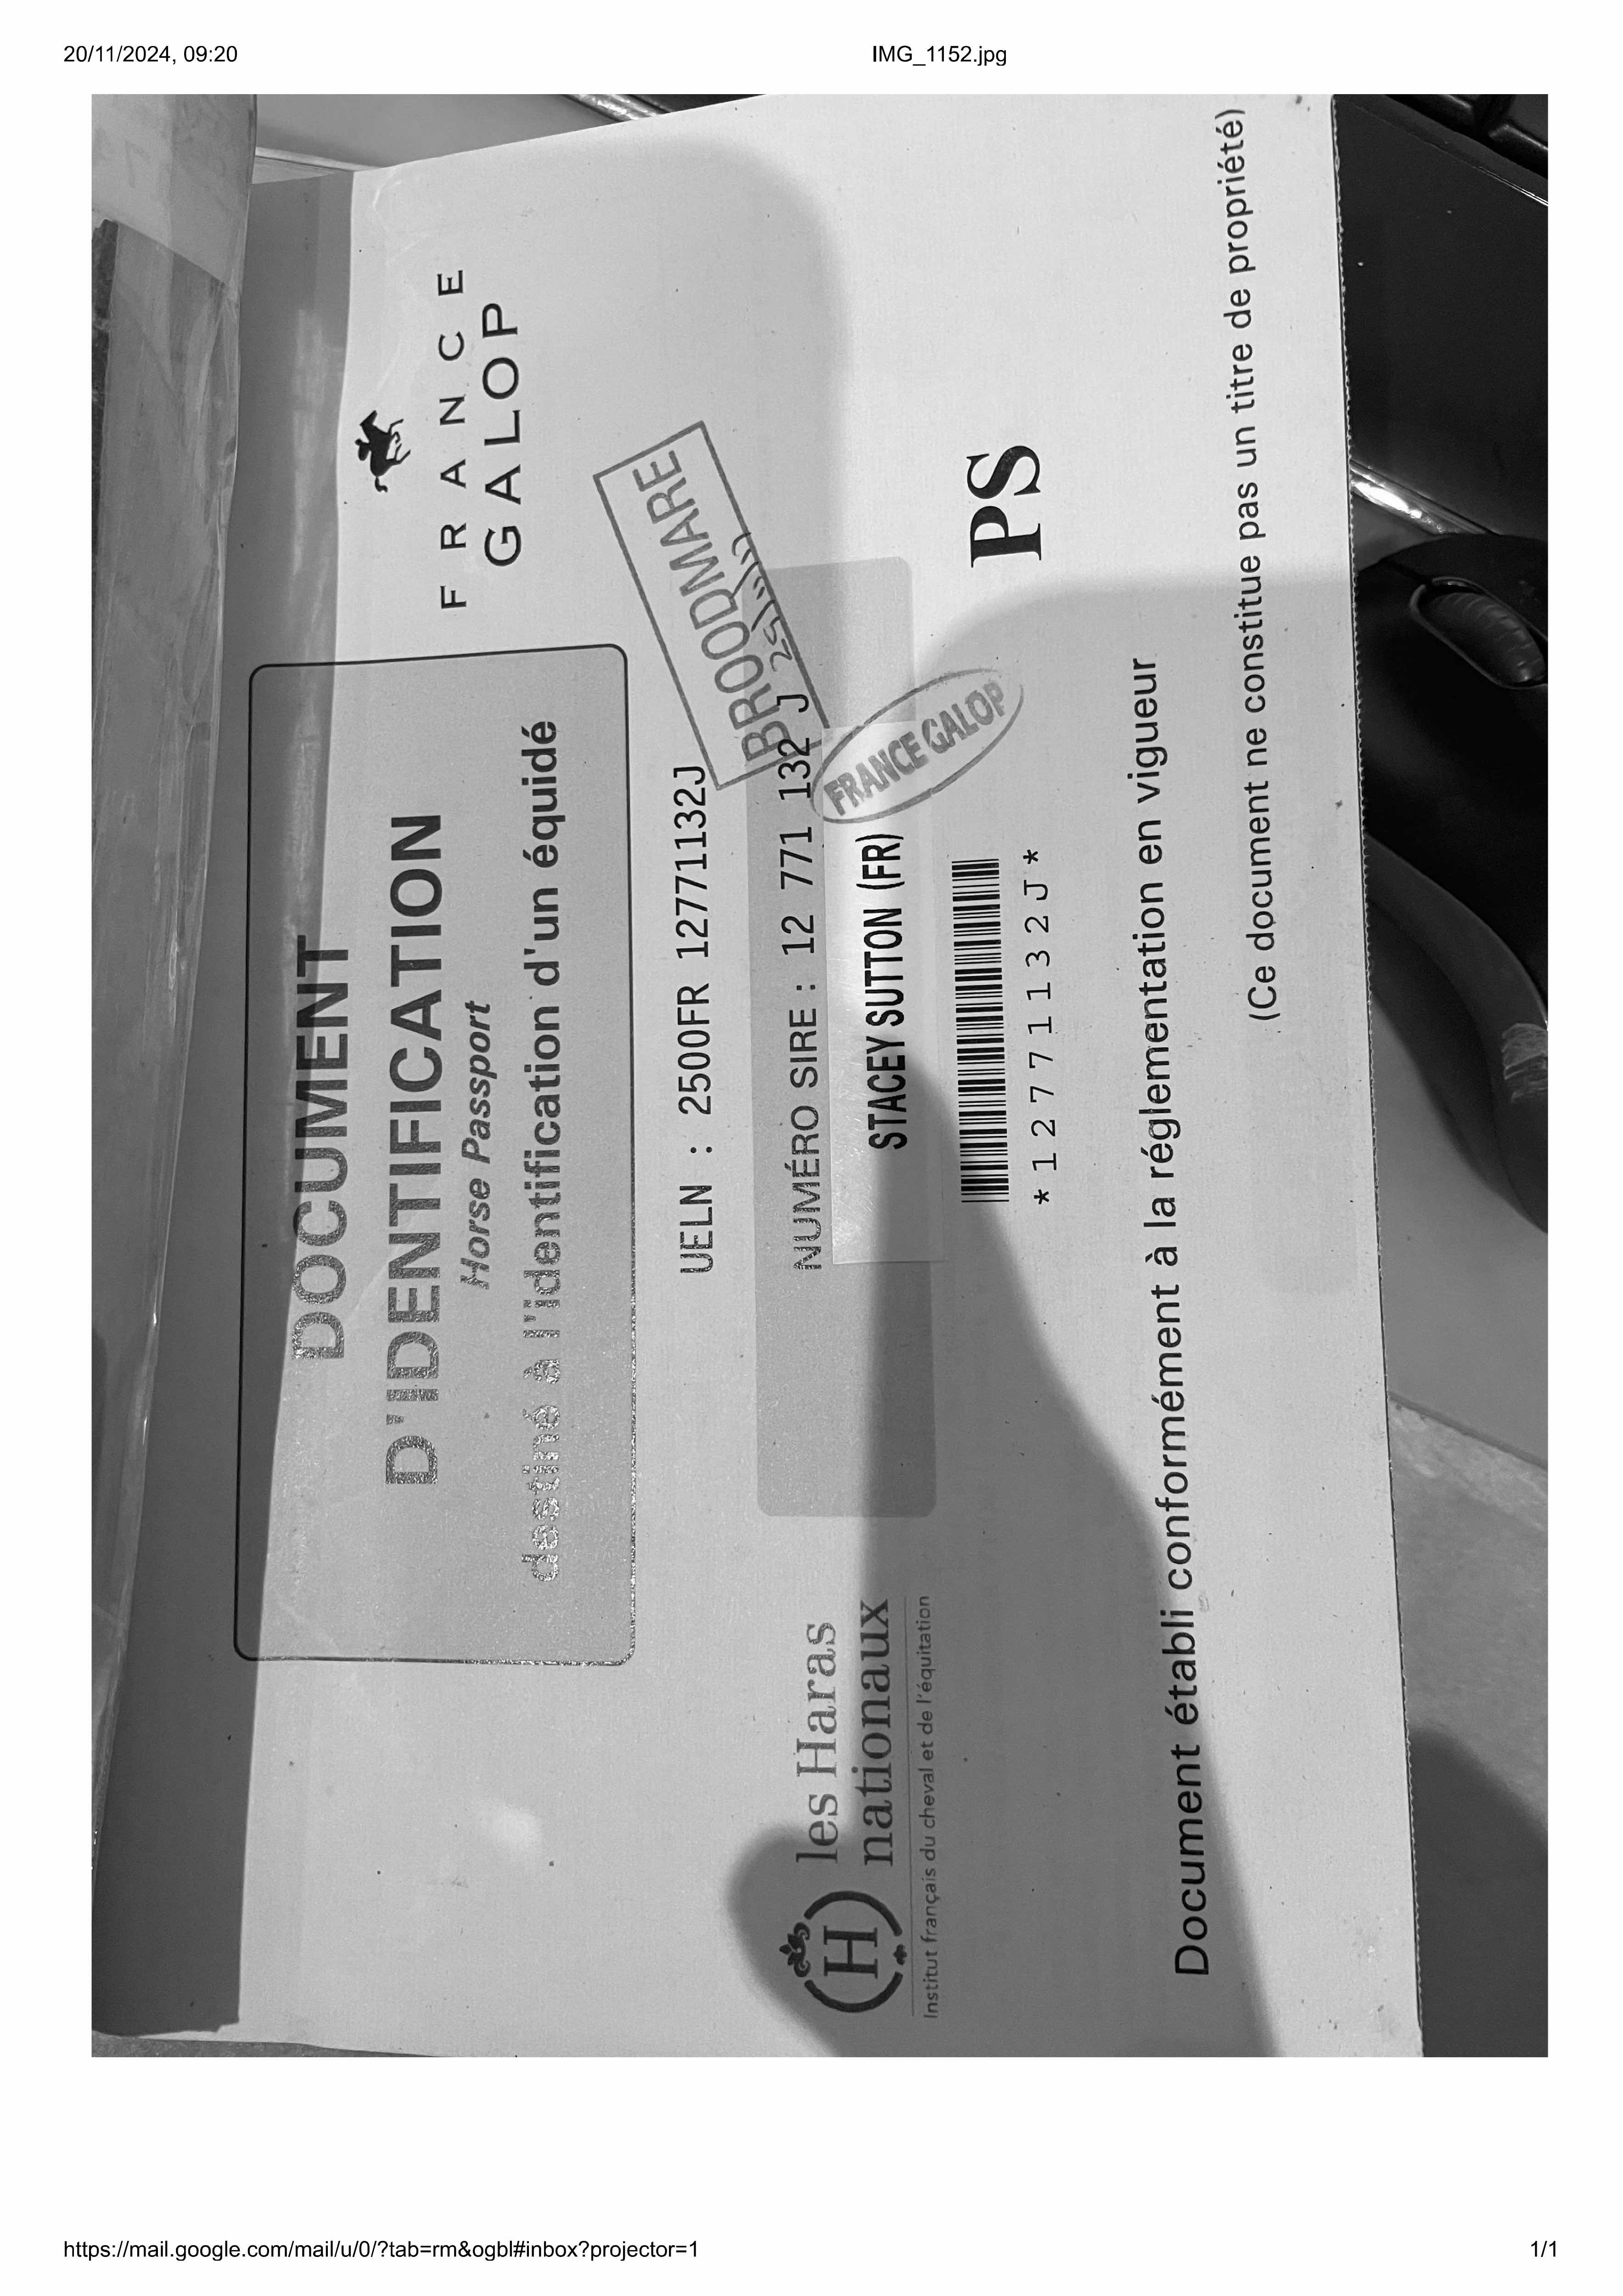 20/11/2024, 09:20
IMG_1152.jpg
DOCUMENT
D'IDENTIFICATION
Horse Passport
destiné à l'identification d'un équidé
FRANCE
GALOP
UELN : 2500FR 12771132J
BROODMARE
NUMÉRO SIRE : 12 771 132 J
STACEY SUTTON (FR)
FRANCE GALOP
*12771132J*
PS
(H) les Haras
nationaux
Institut français du cheval et de l'équitation
Document établi conformément à la réglementation en vigueur
(Ce document ne constitue pas un titre de propriété)
https://mail.google.com/mail/u/0/?tab=rm&ogbl#inbox?projector=1
1/1